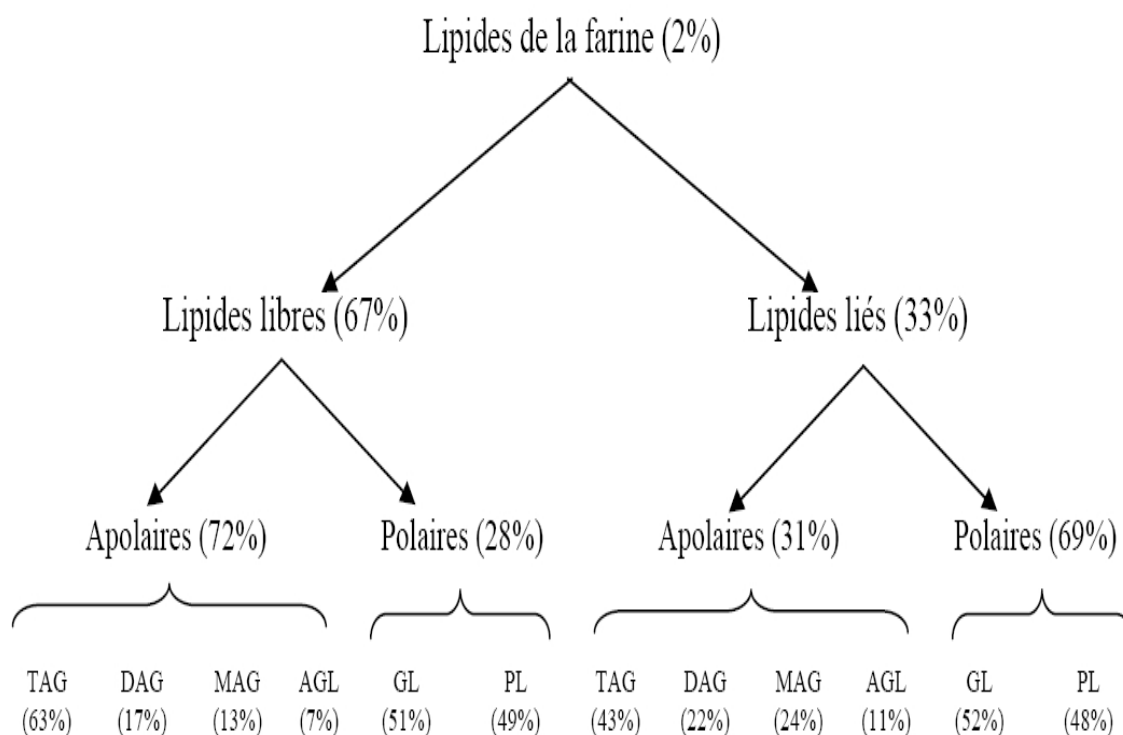 Lipides de la farine (2%)
Lipides libres (67%) Lipides liés (33%)
Apolaires (72%) Polaires (28%) Apolaires (31%) Polaires (69%)
TAG DAG MAG AGL GL PL TAG DAG MAG AGL GL PL
(63%) (17%) (13%) (7%) (51%) (49%) (43%) (22%) (24%) (11%) (52%) (48%)